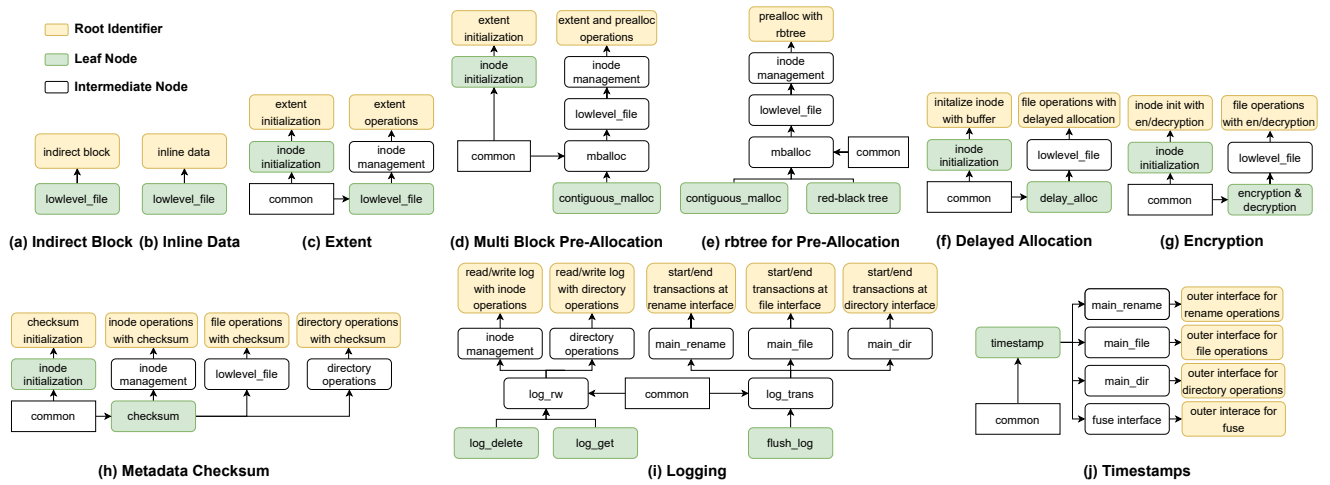 Root Identifier
Leaf Node
Intermediate Node
indirect block
lowlevel_file
(a) Indirect Block
inline data
lowlevel_file
(b) Inline Data
extent
initialization
extent
operations
inode
initialization
inode
management
common
lowlevel_file
(c) Extent
extent
initialization
extent and prealloc
operations
inode
initialization
inode
management
lowlevel_file
common
mballoc
contiguous_malloc
(d) Multi Block Pre-Allocation
prealloc with
rbtree
inode
management
lowlevel_file
mballoc
common
contiguous_malloc
red-black tree
(e) rbtree for Pre-Allocation
initalize inode
with buffer
file operations with
delayed allocation
inode
initialization
lowlevel_file
common
delay_alloc
(f) Delayed Allocation
inode init with
en/decryption
file operations
with en/decryption
inode
initialization
lowlevel_file
common
encryption &
decryption
(g) Encryption
checksum
initialization
inode operations
with checksum
file operations
with checksum
directory operations
with checksum
inode
initialization
inode
management
lowlevel_file
directory
operations
common
checksum
(h) Metadata Checksum
read/write log
with inode
operations
read/write log
with directory
operations
start/end
transactions at
rename interface
start/end
transactions at
file interface
start/end
transactions at
directory interface
inode
management
directory
operations
main_rename
main_file
main_dir
log_rw
common
log_trans
log_delete
log_get
flush_log
(i) Logging
timestamp
common
main_rename
outer interface for
rename operations
main_file
outer interface for
file operations
main_dir
outer interface for
directory operations
fuse interface
outer interace for
fuse
(j) Timestamps